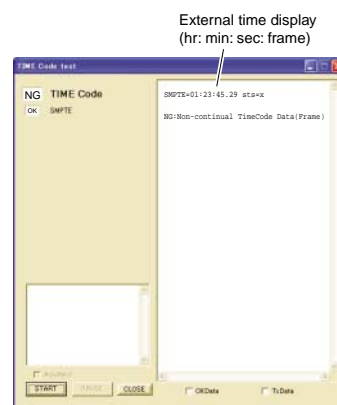 External time display
(hr: min: sec: frame)
TIME Code test
NG TIME Code
OK SMPTE
SMPTE=01:23:45.29 sts=x
NG:Non-continual TimeCode Data(Frame)
START PAUSE CLOSE
OKData TcData